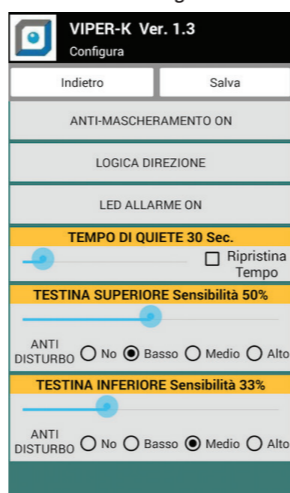 VIPER-K Ver. 1.3
Configura
Indietro Salva
ANTI-MASCHERAMENTO ON
LOGICA DIREZIONE
LED ALLARME ON
TEMPO DI QUIETE 30 Sec.
Ripristina
Tempo
TESTINA SUPERIORE Sensibilità 50%
ANTI
DISTURBO No Basso Medio Alto
TESTINA INFERIORE Sensibilità 33%
ANTI
DISTURBO No Basso Medio Alto